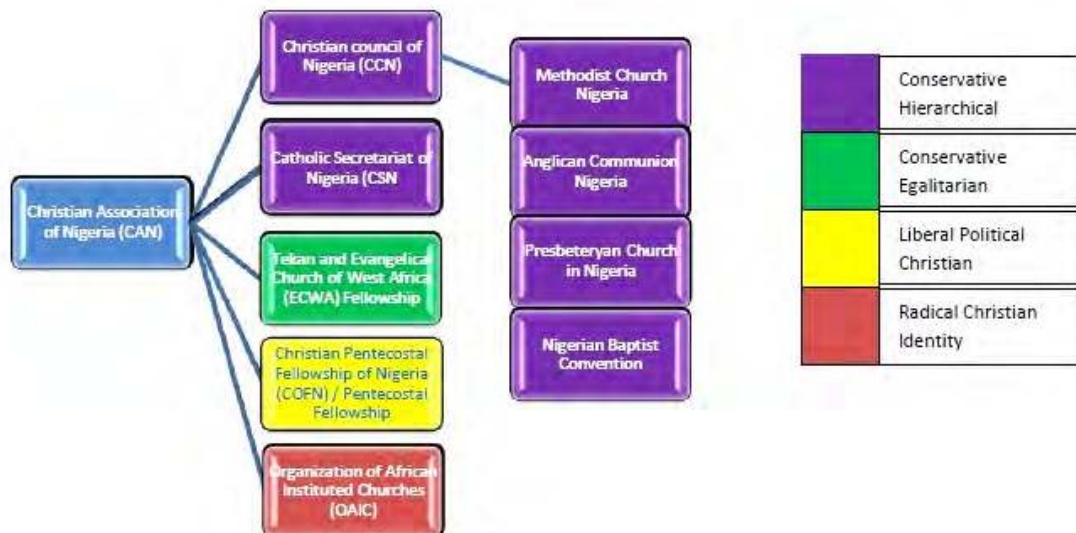 Christian Association
of Nigeria (CAN)
Christian council of
Nigeria (CCN)
Catholic Secretariat of
Nigeria (CSN
Tekan and Evangelical
Church of West Africa
(ECWA) Fellowship
Christian Pentecostal
Fellowship of Nigeria
(COFN) / Pentecostal
Fellowship
Organization of African
Instituted Churches
(OAIC)
Methodist Church
Nigeria
Anglican Communion
Nigeria
Presbeteryan Church
in Nigeria
Nigerian Baptist
Convention
Conservative
Hierarchical
Conservative
Egalitarian
Liberal Political
Christian
Radical Christian
Identity